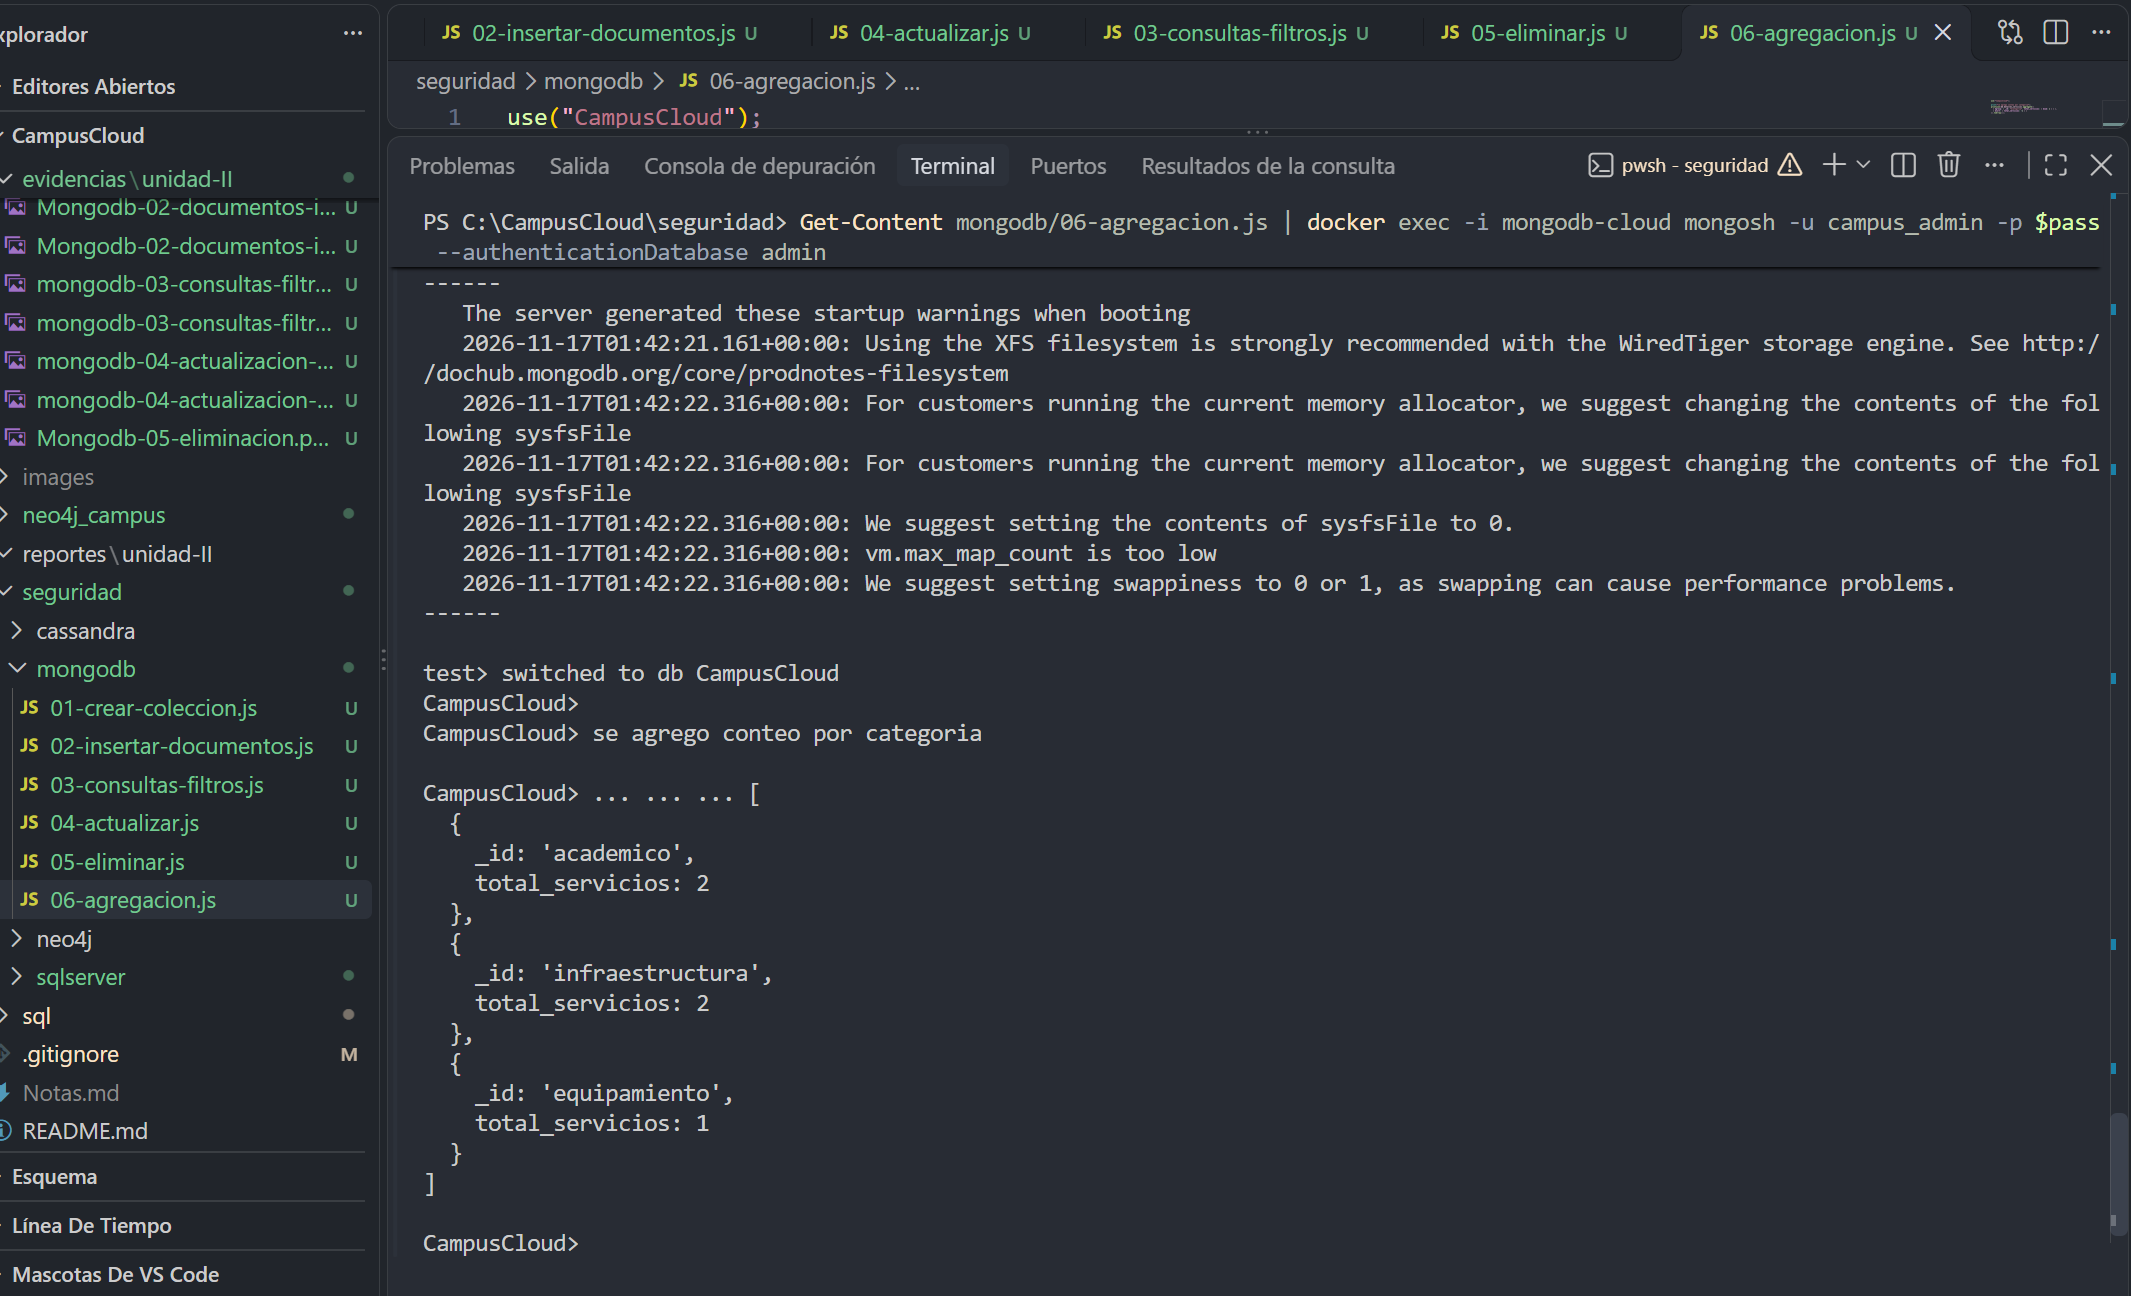 xplorador ...
Editores Abiertos
CampusCloud
evidencias\unidad-II
Mongodb-02-documentos-i... U
Mongodb-02-documentos-i... U
mongodb-03-consultas-filtr... U
mongodb-03-consultas-filtr... U
mongodb-04-actualizacion-... U
mongodb-04-actualizacion-... U
Mongodb-05-eliminacion.p... U
images
neo4j_campus
reportes\unidad-II
seguridad
cassandra
mongodb
JS 01-crear-coleccion.js U
JS 02-insertar-documentos.js U
JS 03-consultas-filtros.js U
JS 04-actualizar.js U
JS 05-eliminar.js U
JS 06-agregacion.js U
neo4j
sqlserver
sql
.gitignore M
Notas.md
README.md
Esquema
Línea De Tiempo
Mascotas De VS Code
JS 02-insertar-documentos.js U JS 04-actualizar.js U JS 03-consultas-filtros.js U JS 05-eliminar.js U JS 06-agregacion.js U
seguridad > mongodb > JS 06-agregacion.js > ...
1 use("CampusCloud");
Problemas Salida Consola de depuración Terminal Puertos Resultados de la consulta pwsh - seguridad
PS C:\CampusCloud\seguridad> Get-Content mongodb/06-agregacion.js | docker exec -i mongodb-cloud mongosh -u campus_admin -p $pass
--authenticationDatabase admin
------
The server generated these startup warnings when booting
2026-11-17T01:42:21.161+00:00: Using the XFS filesystem is strongly recommended with the WiredTiger storage engine. See http:/
/dochub.mongodb.org/core/prodnotes-filesystem
2026-11-17T01:42:22.316+00:00: For customers running the current memory allocator, we suggest changing the contents of the fol
lowing sysfsFile
2026-11-17T01:42:22.316+00:00: For customers running the current memory allocator, we suggest changing the contents of the fol
lowing sysfsFile
2026-11-17T01:42:22.316+00:00: We suggest setting the contents of sysfsFile to 0.
2026-11-17T01:42:22.316+00:00: vm.max_map_count is too low
2026-11-17T01:42:22.316+00:00: We suggest setting swappiness to 0 or 1, as swapping can cause performance problems.
------
test> switched to db CampusCloud
CampusCloud>
CampusCloud> se agrego conteo por categoria
CampusCloud> ... ... ... [
{
_id: 'academico',
total_servicios: 2
},
{
_id: 'infraestructura',
total_servicios: 2
},
{
_id: 'equipamiento',
total_servicios: 1
}
]
CampusCloud>